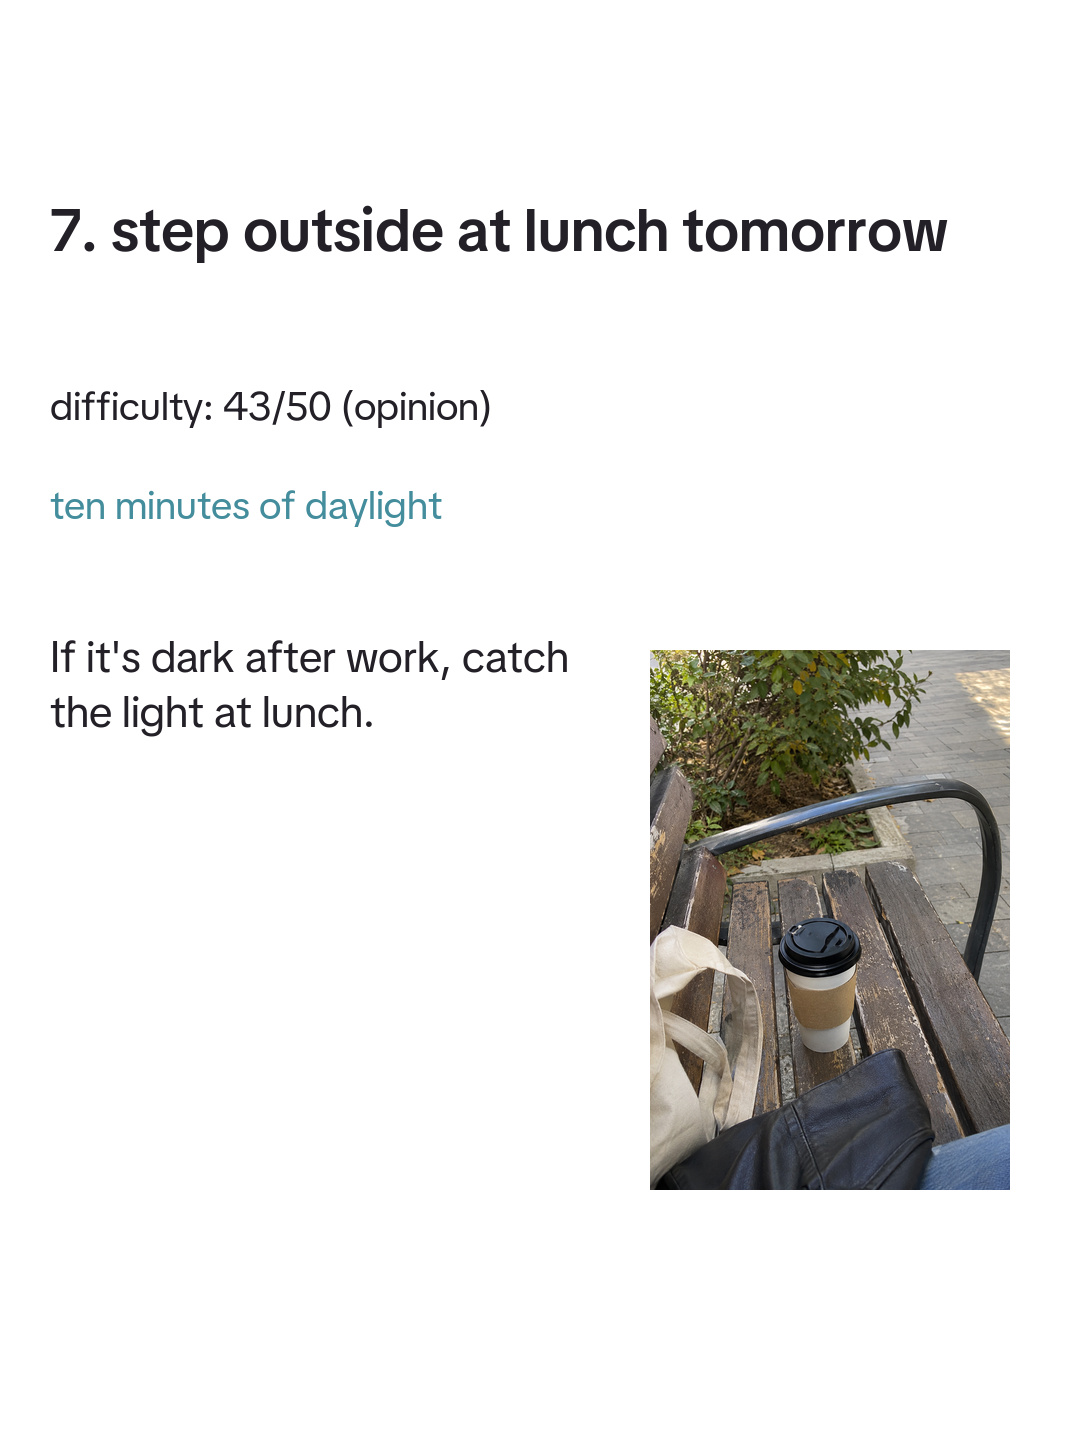 7. step outside at lunch tomorrow
difficulty: 43/50 (opinion)
ten minutes of daylight
If it's dark after work, catch
the light at lunch.